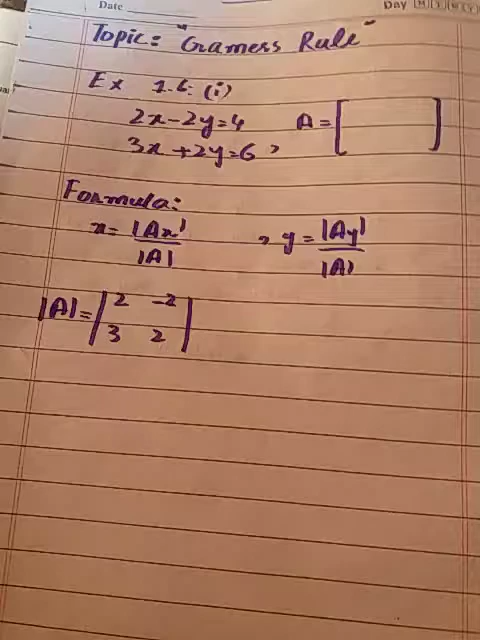 Date
Day M T W T
Topic: "Cramers Rule"
Ex 1.6: (i)
2x-2y=4 A=[ ]
3x+2y=6,
Formula:
x= |Ax| / |A| , y= |Ay| / |A|
|A|= | 2 -2 |
| 3 2 |